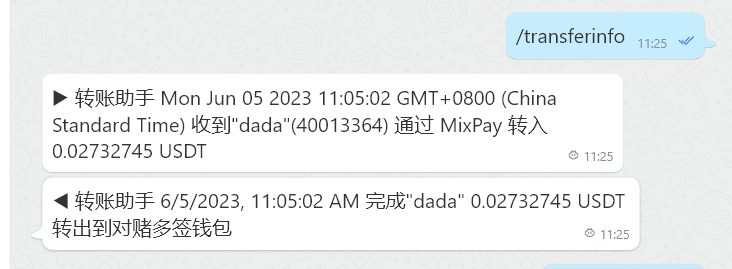 /transferinfo 11:25
▶ 转账助手 Mon Jun 05 2023 11:05:02 GMT+0800 (China
Standard Time) 收到"dada"(40013364) 通过 MixPay 转入
0.02732745 USDT
11:25
◀ 转账助手 6/5/2023, 11:05:02 AM 完成"dada" 0.02732745 USDT
转出到对赌多签钱包
11:25